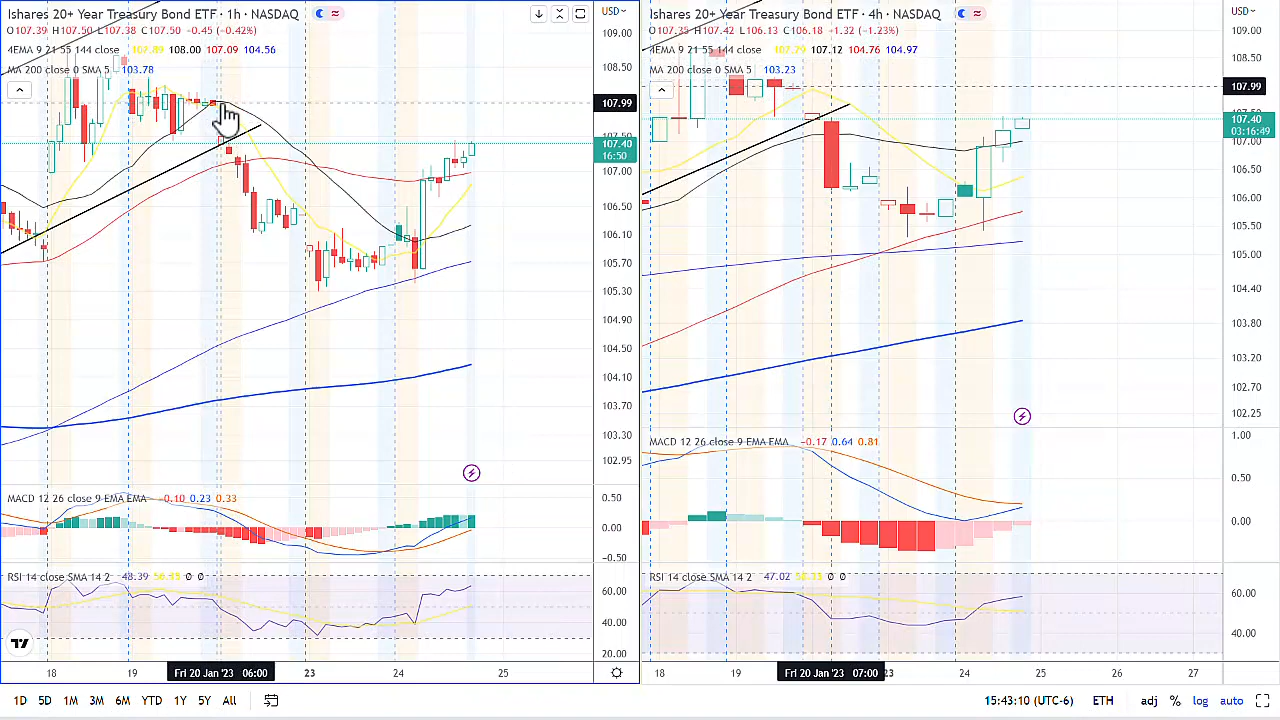 Ishares 20+ Year Treasury Bond ETF · 1h · NASDAQ
O107.39 H107.50 L107.38 C107.50 −0.45 (−0.42%)
4EMA 9 21 55 144 close 107.89 108.00 107.09 104.56
MA 200 close 0 SMA 5 103.78
USD
109.00
108.50
107.99
107.50
107.40
16:50
107.00
106.50
106.10
105.70
105.30
104.90
104.50
104.10
103.70
103.30
102.95
MACD 12 26 close 9 EMA EMA −0.10 0.23 0.33
0.50
0.00
−0.50
RSI 14 close SMA 14 2 48.39 Ø Ø
60.00
40.00
20.00
18 19 Fri 20 Jan '23 06:00 23 24 25
Ishares 20+ Year Treasury Bond ETF · 4h · NASDAQ
O107.35 H107.42 L106.13 C106.18 −1.32 (−1.23%)
4EMA 9 21 55 144 close 107.79 107.12 104.76 104.97
MA 200 close 0 SMA 5 103.23
USD
109.00
108.50
107.99
107.40
03:16:49
107.00
106.50
106.00
105.50
105.00
104.40
103.80
103.20
102.70
102.25
MACD 12 26 close 9 EMA EMA −0.17 0.64 0.81
1.00
0.50
0.00
RSI 14 close SMA 14 2 47.02 Ø Ø
60.00
40.00
18 19 Fri 20 Jan '23 07:00 23 24 25 26 27
1D 5D 1M 3M 6M YTD 1Y 5Y All
15:43:10 (UTC-6) ETH adj % log auto